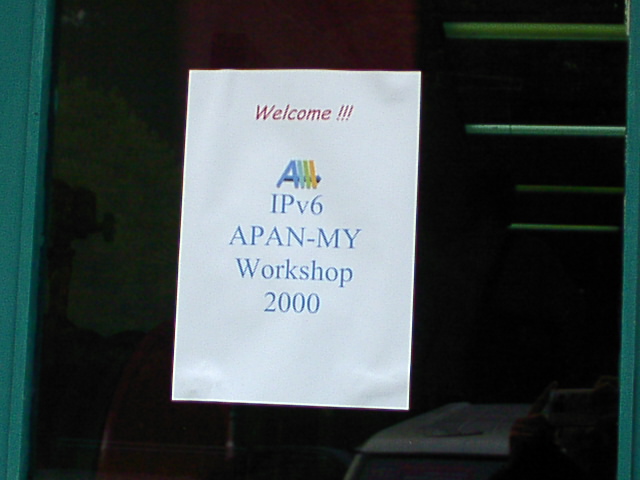 Welcome !!!
IPv6
APAN-MY
Workshop
2000